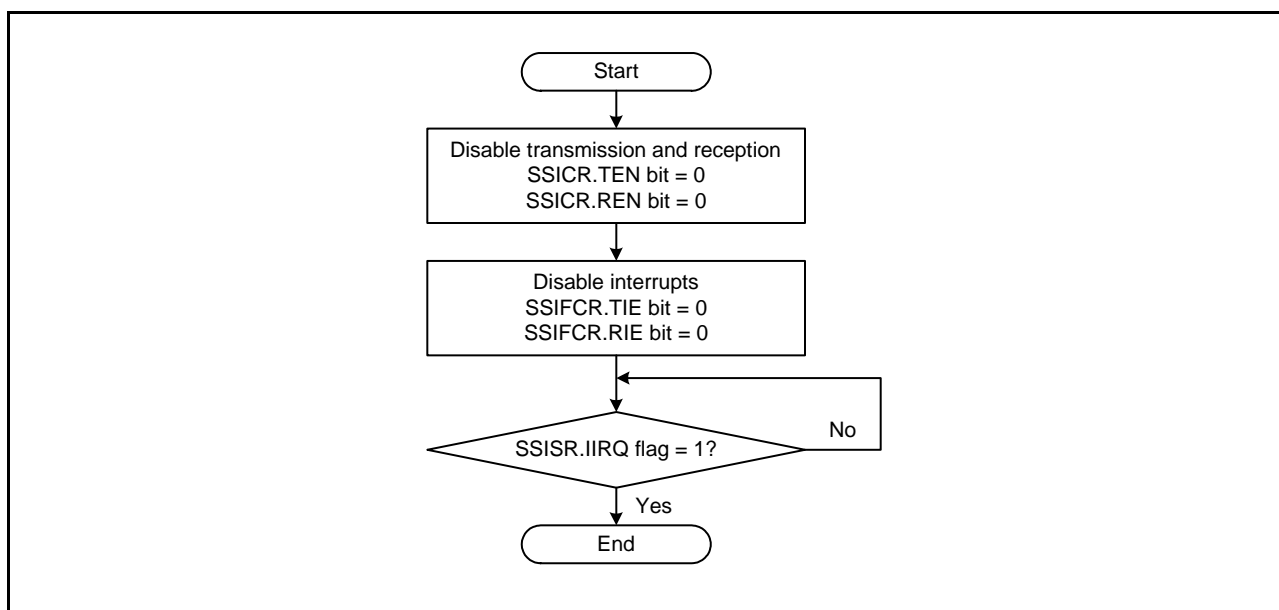 Start
Disable transmission and reception
SSICR.TEN bit = 0
SSICR.REN bit = 0
Disable interrupts
SSIFCR.TIE bit = 0
SSIFCR.RIE bit = 0
No
SSISR.IIRQ flag = 1?
Yes
End